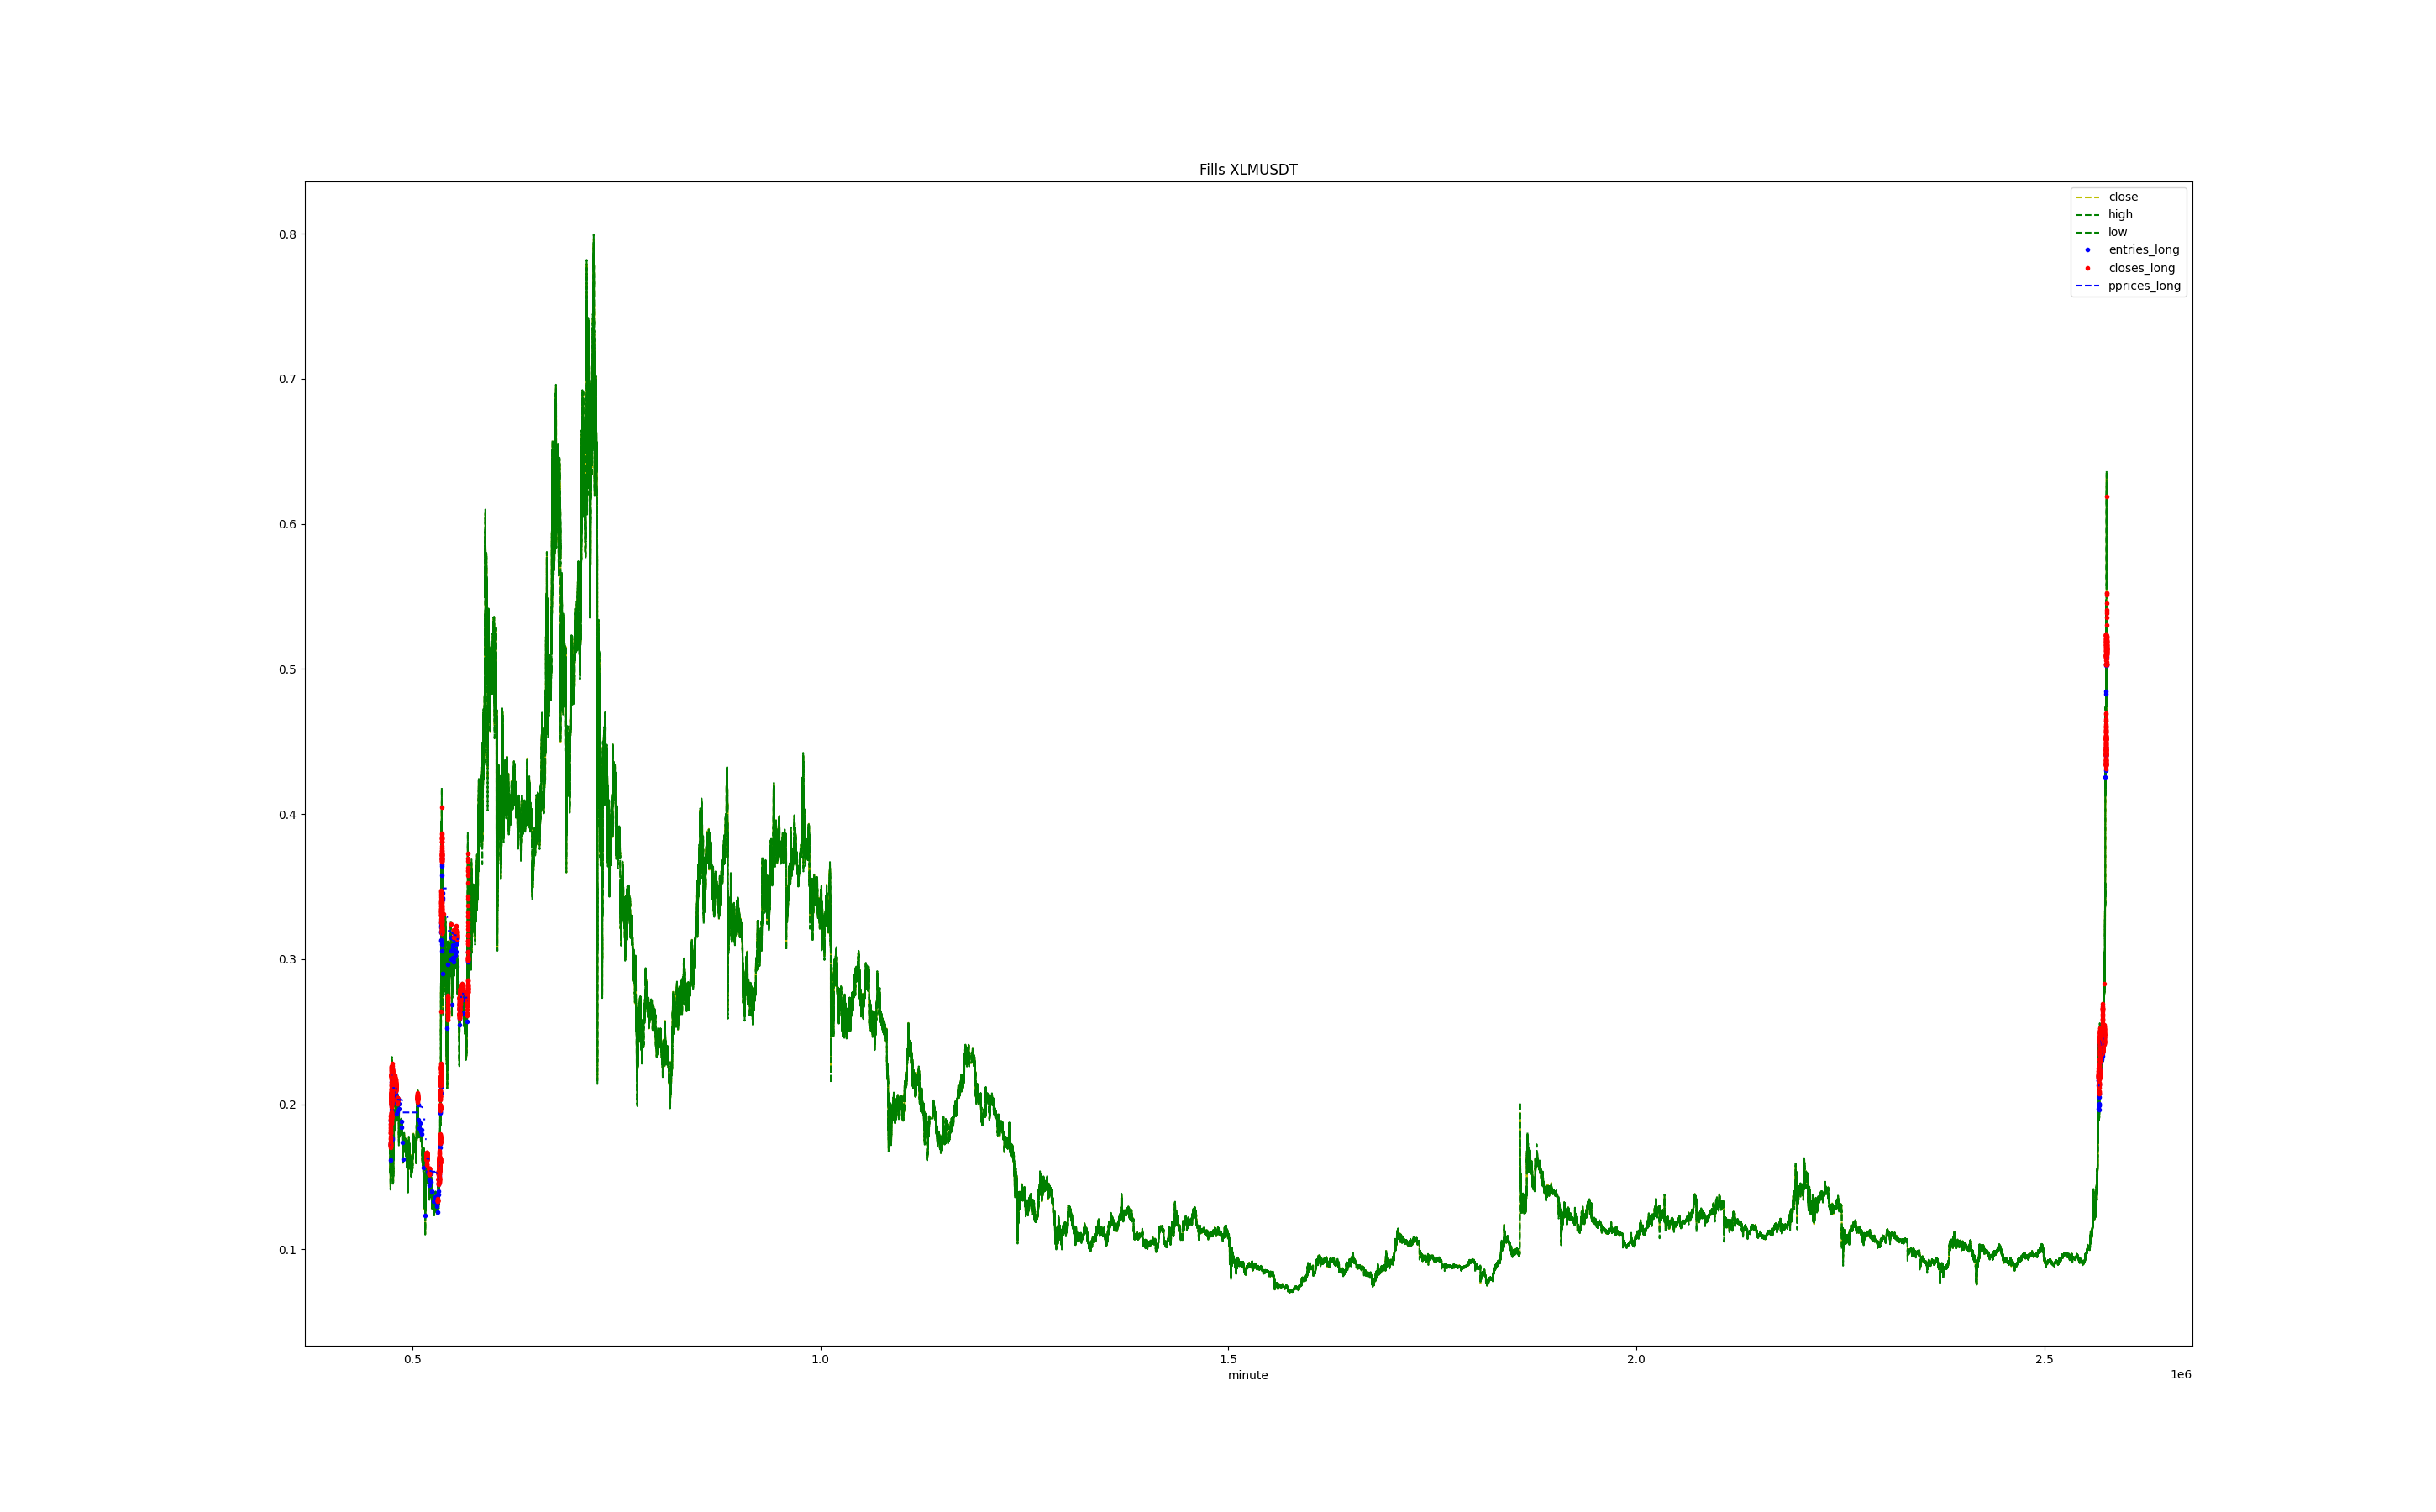 Fills XLMUSDT
close
high
low
entries_long
closes_long
pprices_long
0.8
0.7
0.6
0.5
0.4
0.3
0.2
0.1
0.5 1.0 1.5 2.0 2.5
minute
1e6